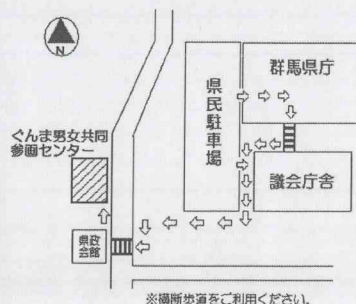 N
群馬県庁
県民駐車場
ぐんま男女共同
参画センター
議会庁舎
県政
会館
※横断歩道をご利用ください。